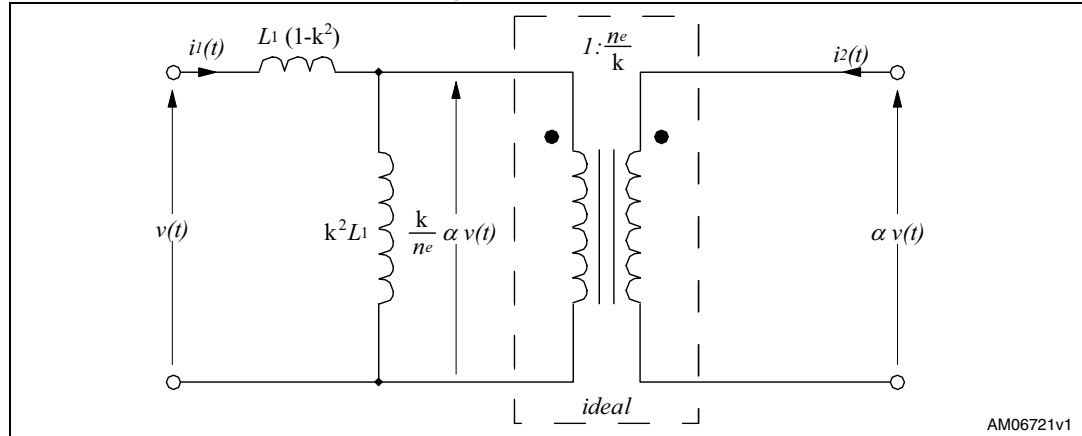 i1(t)
L1 (1-k²)
1: ne/k
i2(t)
v(t)
k²L1
k/ne α v(t)
α v(t)
ideal
AM06721v1